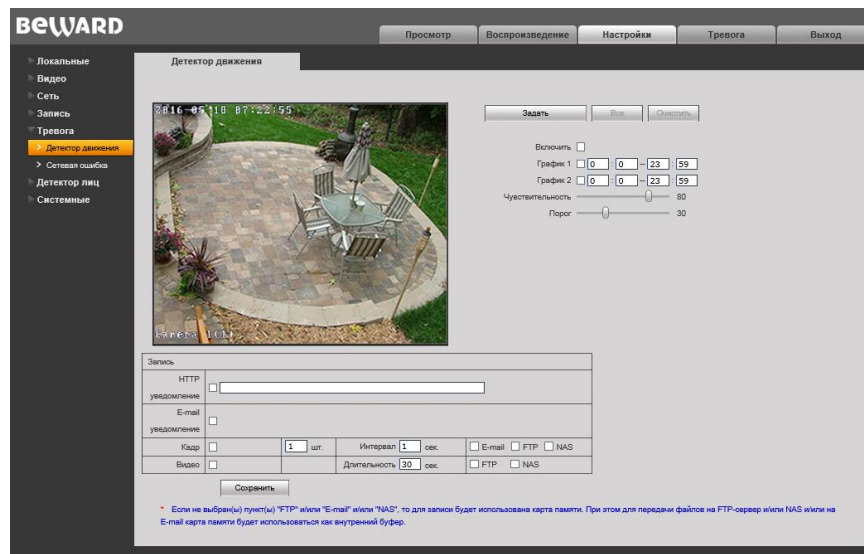 BEWARD
Просмотр Воспроизведение Настройки Тревога Выход
Локальные
Видео
Сеть
Запись
Тревога
Детектор движения
Сетевая ошибка
Детектор лиц
Системные
Детектор движения
2016-05-18 07:22:55
Задать Все Очистить
Включить
График 1 0 : 0 -- 23 : 59
График 2 0 : 0 -- 23 : 59
Чувствительность 80
Порог 30
Запись
HTTP
уведомление
E-mail
уведомление
Кадр 1 шт. Интервал 1 сек. E-mail FTP NAS
Видео Длительность 30 сек. FTP NAS
Сохранить
* Если не выбран(ы) пункт(ы) "FTP" и/или "E-mail" и/или "NAS", то для записи будет использована карта памяти. При этом для передачи файлов на FTP-сервер и/или NAS и/или на
E-mail карта памяти будет использоваться как внутренний буфер.